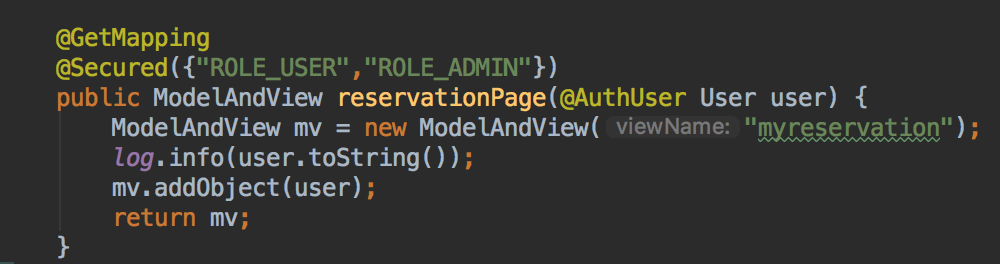 @GetMapping
@Secured({"ROLE_USER","ROLE_ADMIN"})
public ModelAndView reservationPage(@AuthUser User user) {
ModelAndView mv = new ModelAndView( viewName: "myreservation");
log.info(user.toString());
mv.addObject(user);
return mv;
}